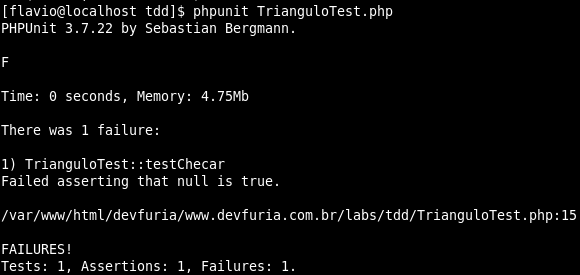 [flavio@localhost tdd]$ phpunit TrianguloTest.php
PHPUnit 3.7.22 by Sebastian Bergmann.
F
Time: 0 seconds, Memory: 4.75Mb
There was 1 failure:
1) TrianguloTest::testChecar
Failed asserting that null is true.
/var/www/html/devfuria/www.devfuria.com.br/labs/tdd/TrianguloTest.php:15
FAILURES!
Tests: 1, Assertions: 1, Failures: 1.